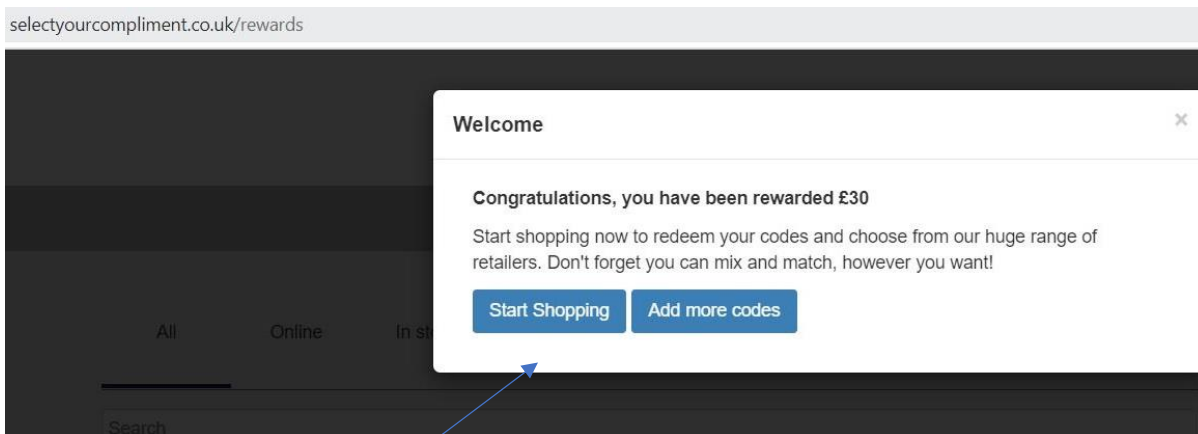 selectyourcompliment.co.uk/rewards
Welcome
×
Congratulations, you have been rewarded £30
Start shopping now to redeem your codes and choose from our huge range of
retailers. Don't forget you can mix and match, however you want!
Start Shopping Add more codes
All Online In
Search